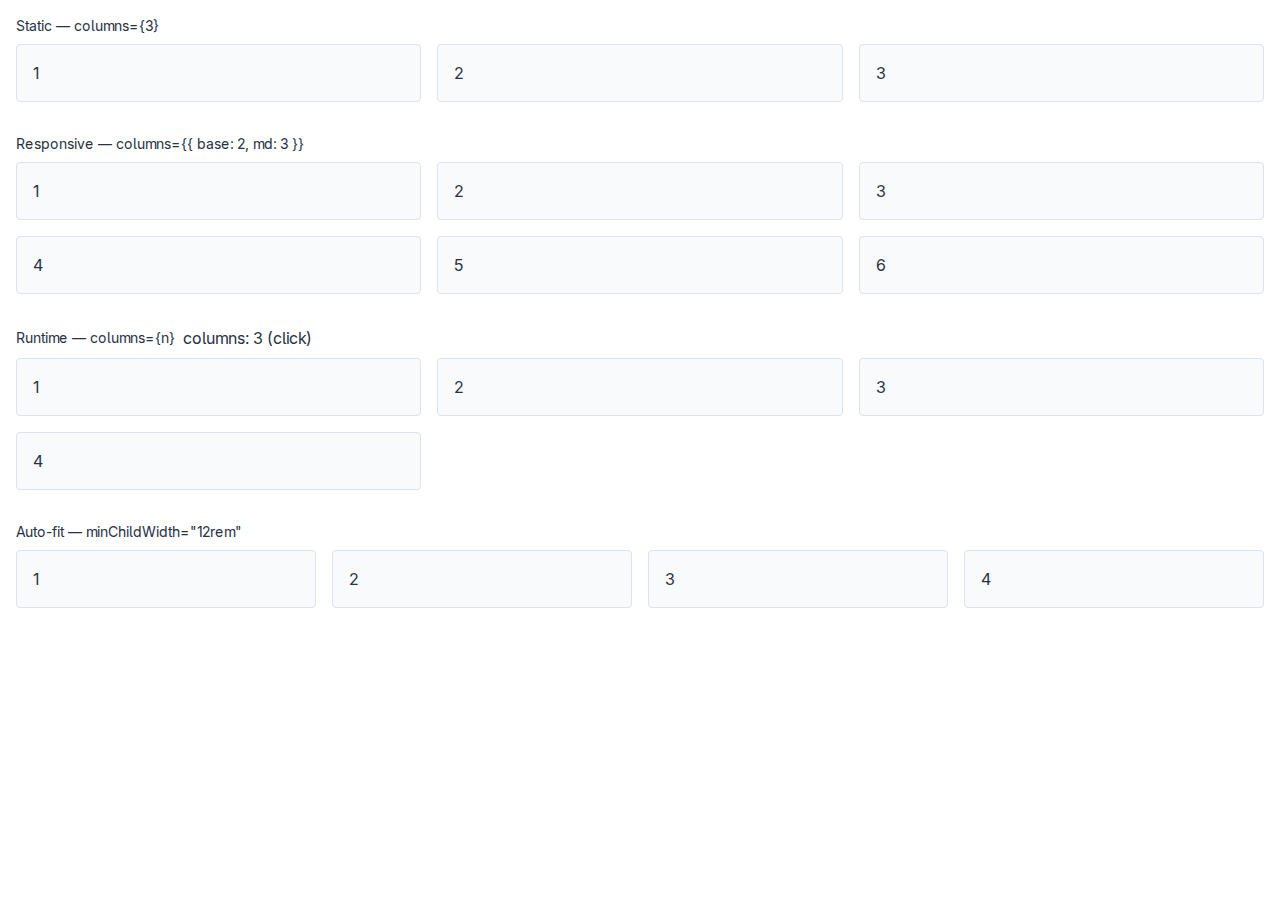 Static — columns={3}
1 2 3
Responsive — columns={{ base: 2, md: 3 }}
1 2 3
4 5 6
Runtime — columns={n} columns: 3 (click)
1 2 3
4
Auto-fit — minChildWidth="12rem"
1 2 3 4